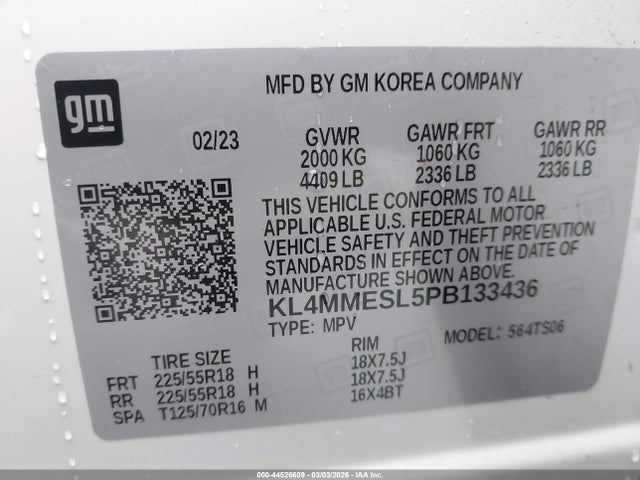 gm
MFD BY GM KOREA COMPANY
02/23
GVWR GAWR FRT GAWR RR
2000 KG 1060 KG 1060 KG
4409 LB 2336 LB 2336 LB
THIS VEHICLE CONFORMS TO ALL
APPLICABLE U.S. FEDERAL MOTOR
VEHICLE SAFETY AND THEFT PREVENTION
STANDARDS IN EFFECT ON THE DATE OF
MANUFACTURE SHOWN ABOVE.
KL4MMESL5PB133436
TYPE: MPV MODEL: 564TS06
TIRE SIZE RIM
FRT 225/55R18 H 18X7.5J
RR 225/55R18 H 18X7.5J
SPA T125/70R16 M 16X4BT
000-44526609 - 03/03/2026 - IAA Inc.